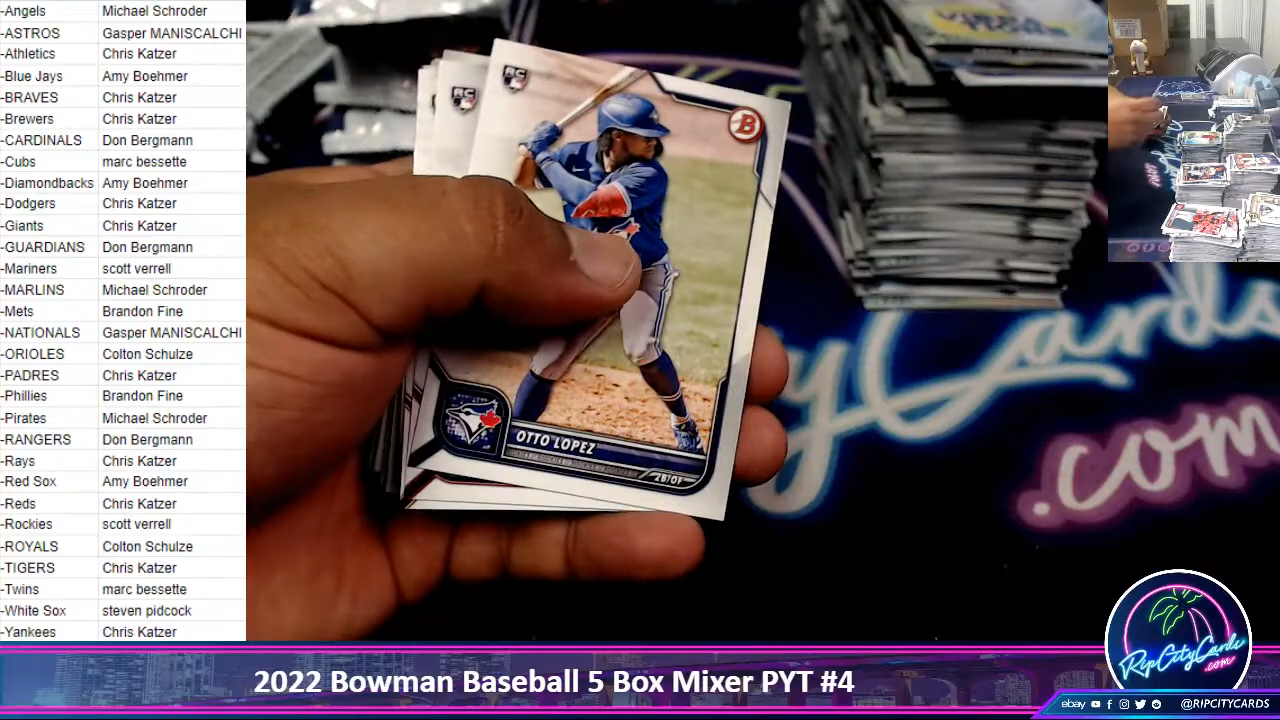 -Angels Michael Schroder
-ASTROS Gasper MANISCALCHI
-Athletics Chris Katzer
-Blue Jays Amy Boehmer
-BRAVES Chris Katzer
-Brewers Chris Katzer
-CARDINALS Don Bergmann
-Cubs marc bessette
-Diamondbacks Amy Boehmer
-Dodgers Chris Katzer
-Giants Chris Katzer
-GUARDIANS Don Bergmann
-Mariners scott verrell
-MARLINS Michael Schroder
-Mets Brandon Fine
-NATIONALS Gasper MANISCALCHI
-ORIOLES Colton Schulze
-PADRES Chris Katzer
-Phillies Brandon Fine
-Pirates Michael Schroder
-RANGERS Don Bergmann
-Rays Chris Katzer
-Red Sox Amy Boehmer
-Reds Chris Katzer
-Rockies scott verrell
-ROYALS Colton Schulze
-TIGERS Chris Katzer
-Twins marc bessette
-White Sox steven pidcock
-Yankees Chris Katzer
RC
RC
B
OTTO LOPEZ
2B/OF
yCards
.com
RipCityCards
.com
2022 Bowman Baseball 5 Box Mixer PYT #4
ebay @RIPCITYCARDS